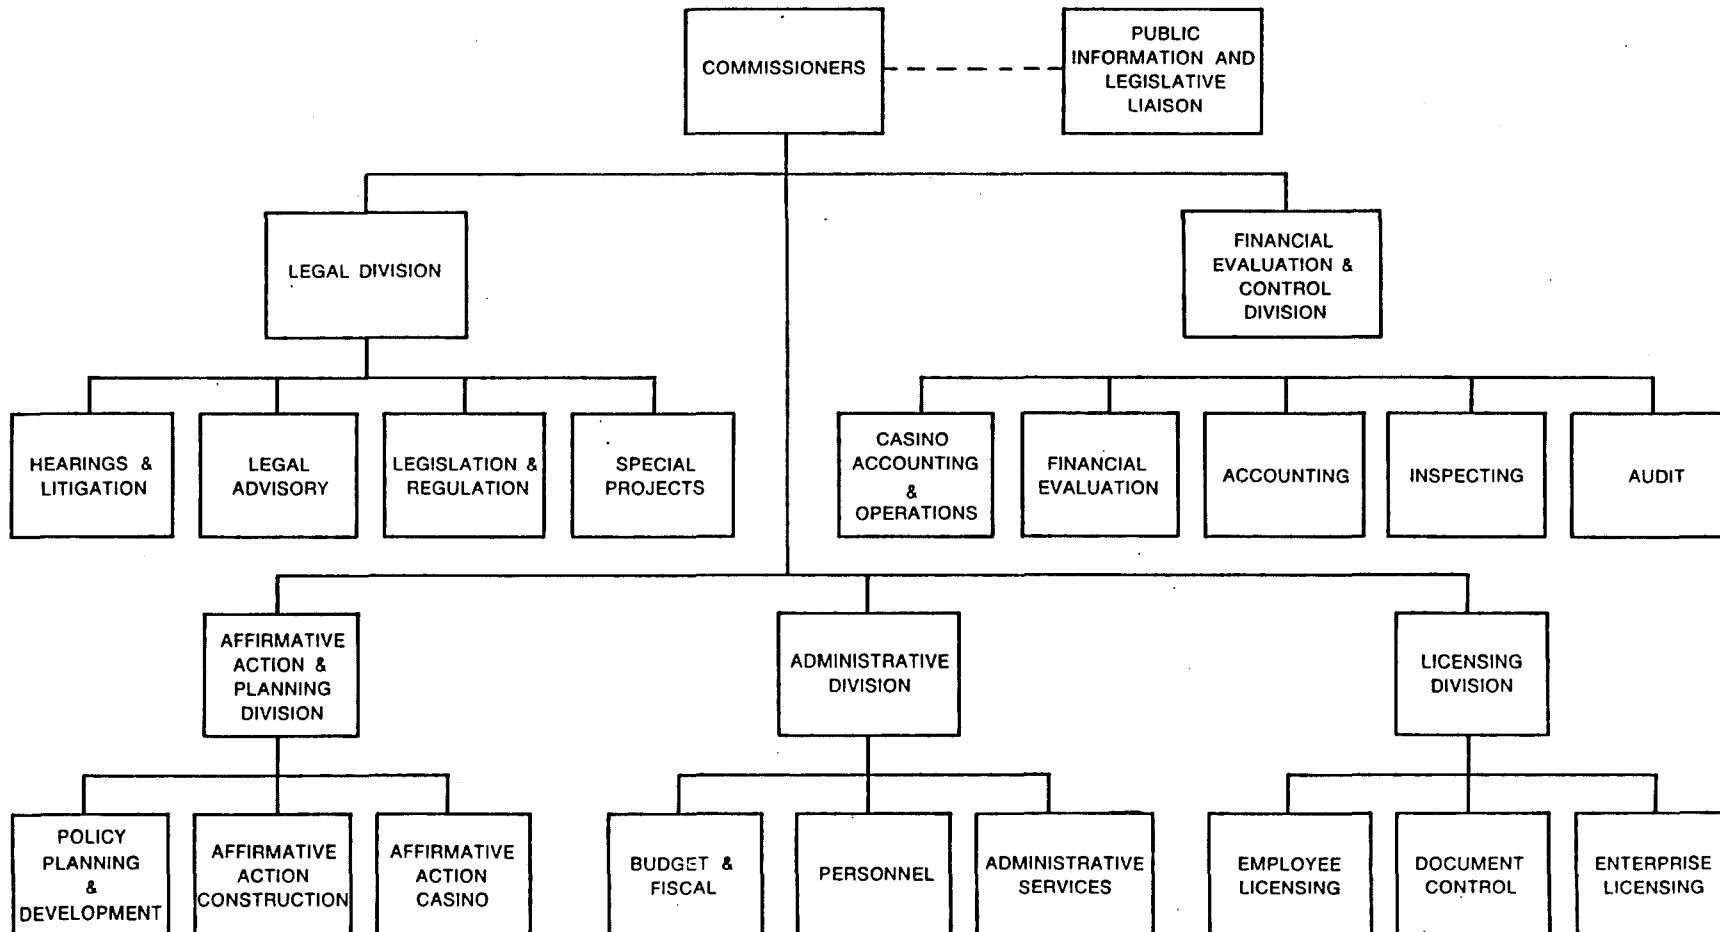 COMMISSIONERS
PUBLIC
INFORMATION AND
LEGISLATIVE
LIAISON
LEGAL DIVISION
FINANCIAL
EVALUATION &
CONTROL
DIVISION
HEARINGS &
LITIGATION
LEGAL
ADVISORY
LEGISLATION &
REGULATION
SPECIAL
PROJECTS
CASINO
ACCOUNTING
&
OPERATIONS
FINANCIAL
EVALUATION
ACCOUNTING
INSPECTING
AUDIT
AFFIRMATIVE
ACTION &
PLANNING
DIVISION
ADMINISTRATIVE
DIVISION
LICENSING
DIVISION
POLICY
PLANNING
&
DEVELOPMENT
AFFIRMATIVE
ACTION
CONSTRUCTION
AFFIRMATIVE
ACTION
CASINO
BUDGET &
FISCAL
PERSONNEL
ADMINISTRATIVE
SERVICES
EMPLOYEE
LICENSING
DOCUMENT
CONTROL
ENTERPRISE
LICENSING